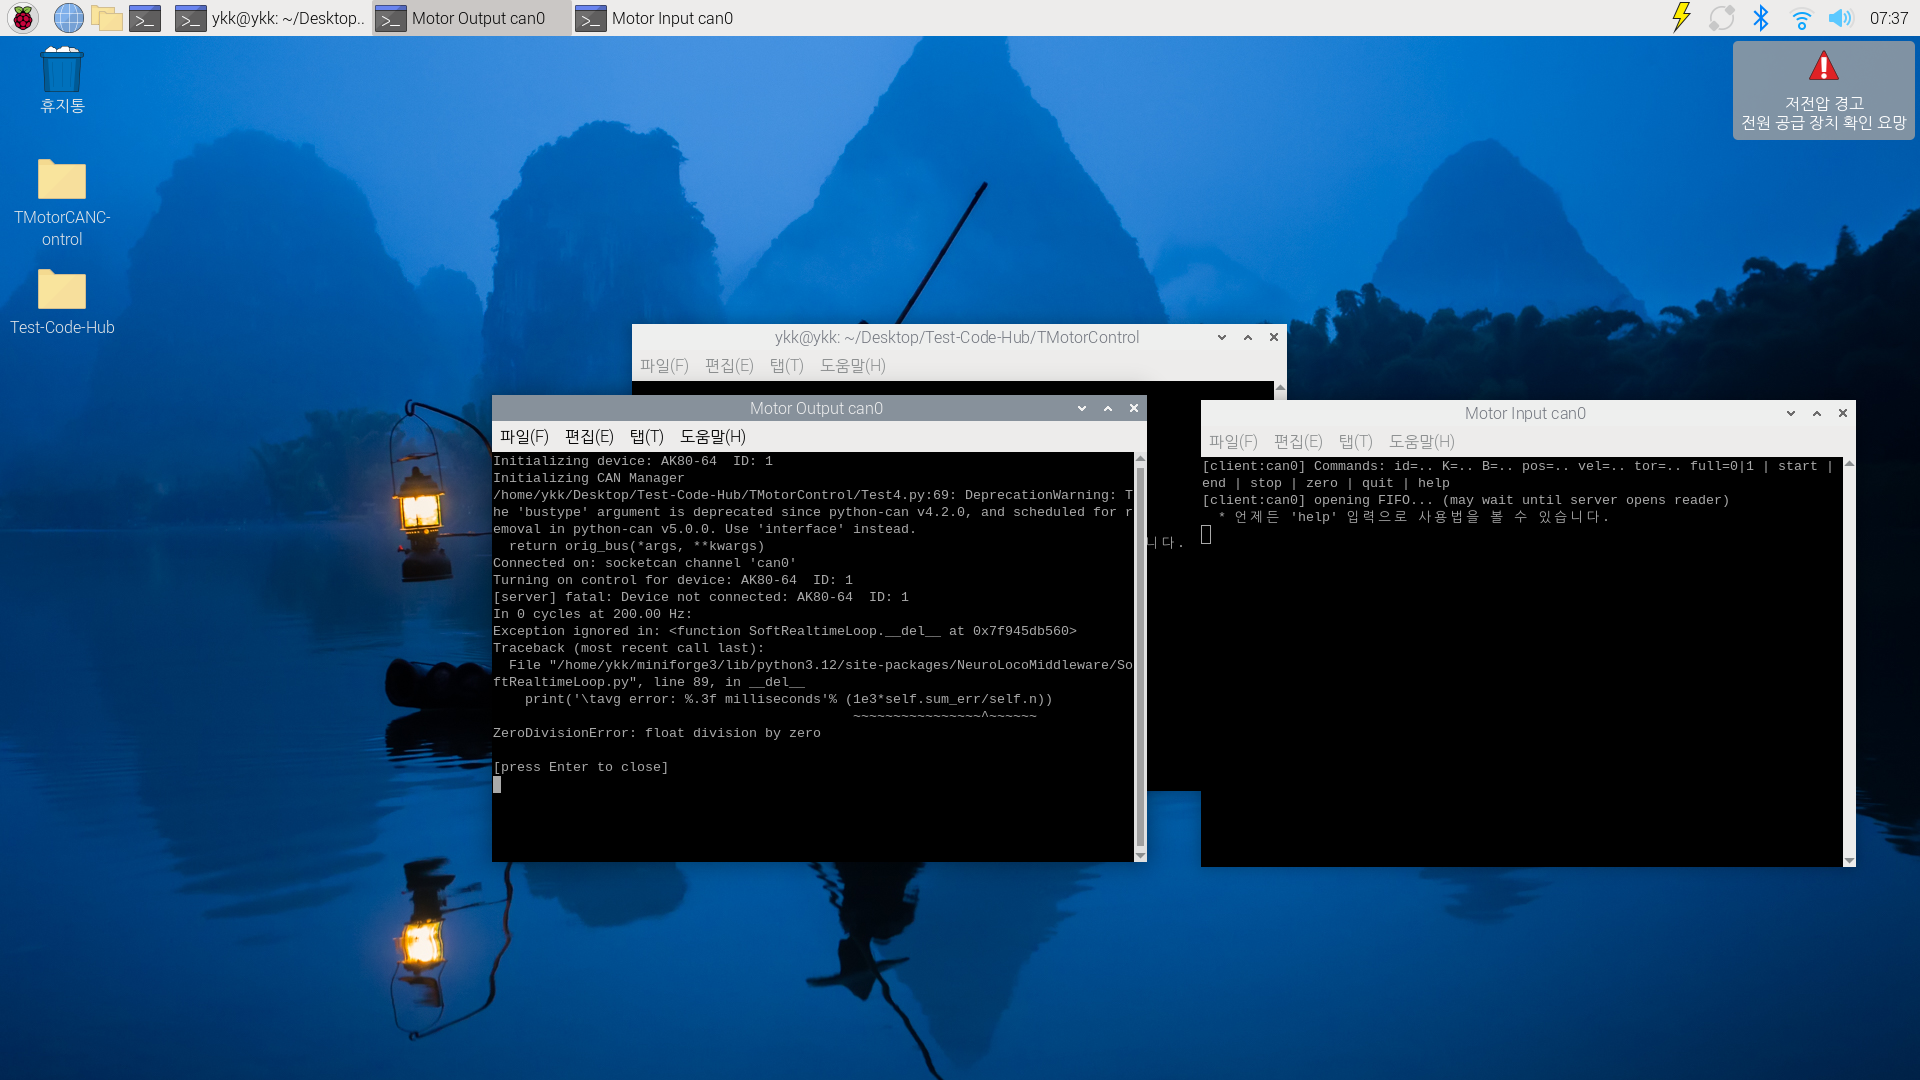 ykk@ykk: ~/Desktop..
Motor Output can0
Motor Input can0
07:37
휴지통
TMotorCANC-
ontrol
Test-Code-Hub
저전압 경고
전원 공급 장치 확인 요망
ykk@ykk: ~/Desktop/Test-Code-Hub/TMotorControl
파일(F) 편집(E) 탭(T) 도움말(H)
니다.
Motor Output can0
파일(F) 편집(E) 탭(T) 도움말(H)
Initializing device: AK80-64  ID: 1
Initializing CAN Manager
/home/ykk/Desktop/Test-Code-Hub/TMotorControl/Test4.py:69: DeprecationWarning: T
he 'bustype' argument is deprecated since python-can v4.2.0, and scheduled for r
emoval in python-can v5.0.0. Use 'interface' instead.
  return orig_bus(*args, **kwargs)
Connected on: socketcan channel 'can0'
Turning on control for device: AK80-64  ID: 1
[server] fatal: Device not connected: AK80-64  ID: 1
In 0 cycles at 200.00 Hz:
Exception ignored in: <function SoftRealtimeLoop.__del__ at 0x7f945db560>
Traceback (most recent call last):
  File "/home/ykk/miniforge3/lib/python3.12/site-packages/NeuroLocoMiddleware/So
ftRealtimeLoop.py", line 89, in __del__
    print('\tavg error: %.3f milliseconds'% (1e3*self.sum_err/self.n))
                                             ~~~~~~~~~~~~~~~~^~~~~~~
ZeroDivisionError: float division by zero
[press Enter to close]
Motor Input can0
파일(F) 편집(E) 탭(T) 도움말(H)
[client:can0] Commands: id=.. K=.. B=.. pos=.. vel=.. tor=.. full=0|1 | start |
end | stop | zero | quit | help
[client:can0] opening FIFO... (may wait until server opens reader)
  * 언제든 'help' 입력으로 사용법을 볼 수 있습니다.